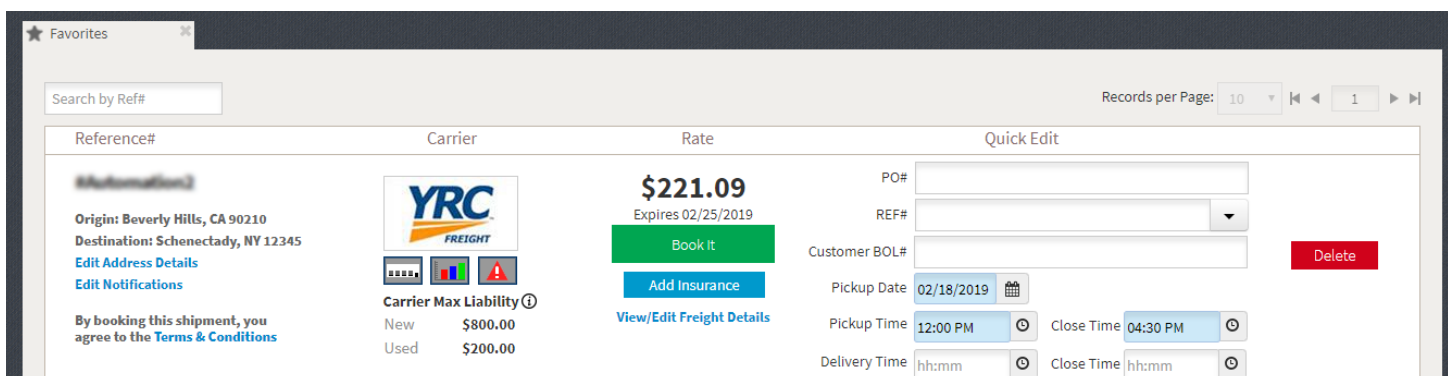 Favorites
Search by Ref#
Records per Page: 10 1
Reference# Carrier Rate Quick Edit
Origin: Beverly Hills, CA 90210
Destination: Schenectady, NY 12345
Edit Address Details
Edit Notifications
By booking this shipment, you
agree to the Terms & Conditions
YRC
FREIGHT
Carrier Max Liability
New $800.00
Used $200.00
$221.09
Expires 02/25/2019
Book It
Add Insurance
View/Edit Freight Details
PO#
REF#
Customer BOL#
Pickup Date 02/18/2019
Pickup Time 12:00 PM Close Time 04:30 PM
Delivery Time hh:mm Close Time hh:mm
Delete